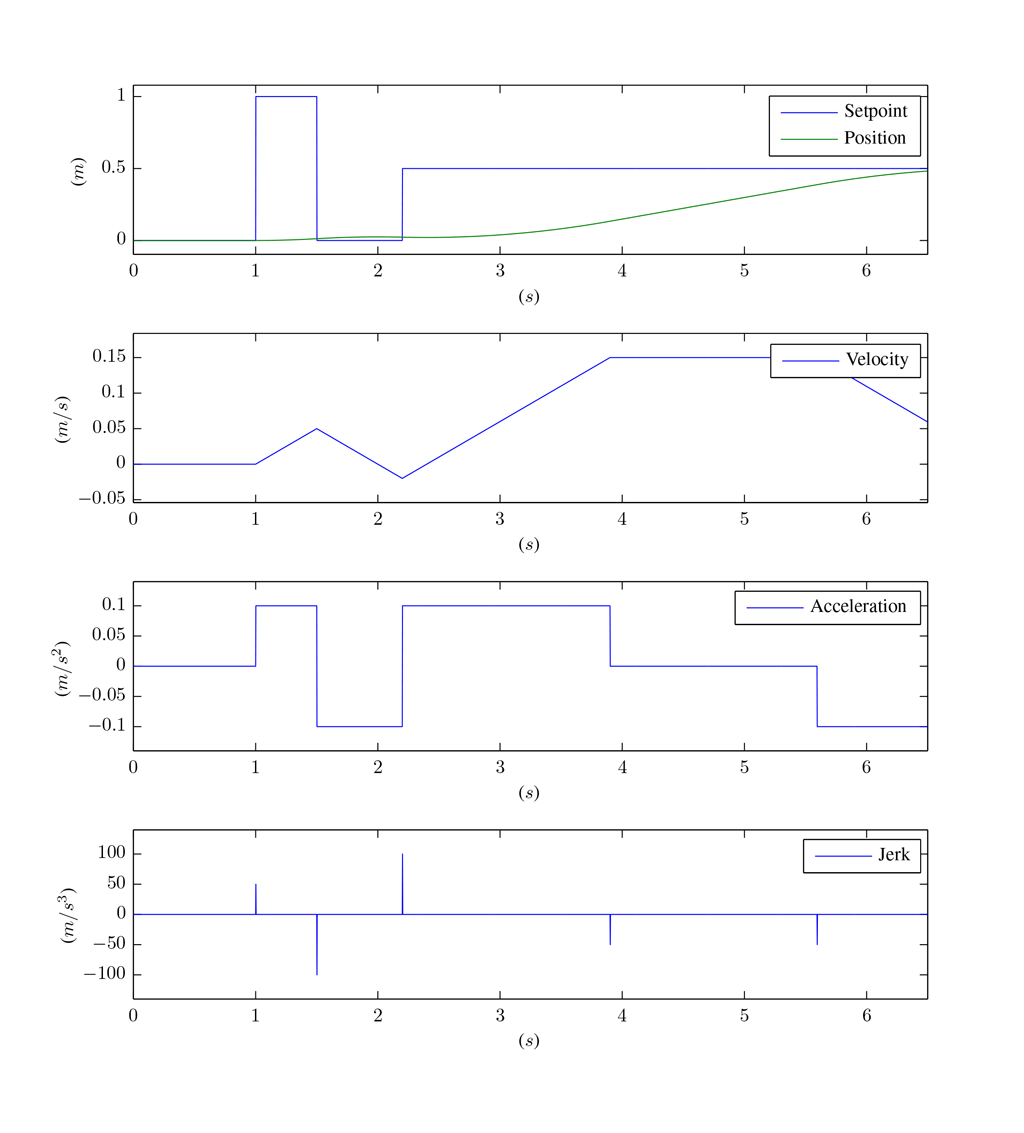 1
0.5
0
(m)
Setpoint
Position
0 1 2 3 4 5 6
(s)
0.15
0.1
0.05
0
−0.05
(m/s)
Velocity
0 1 2 3 4 5 6
(s)
0.1
0.05
0
−0.05
−0.1
(m/s²)
Acceleration
0 1 2 3 4 5 6
(s)
100
50
0
−50
−100
(m/s³)
Jerk
0 1 2 3 4 5 6
(s)